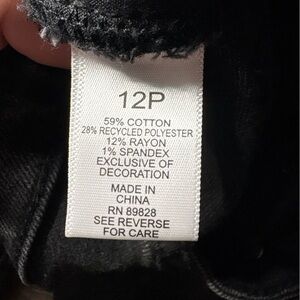 12P
59% COTTON
28% RECYCLED POLYESTER
12% RAYON
1% SPANDEX
EXCLUSIVE OF
DECORATION
MADE IN
CHINA
RN 89828
SEE REVERSE
FOR CARE